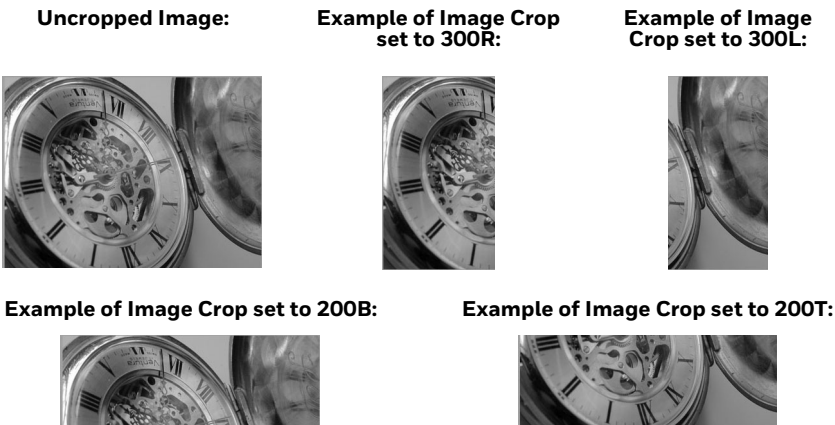 Uncropped Image:
Example of Image Crop
set to 300R:
Example of Image
Crop set to 300L:
Example of Image Crop set to 200B:
Example of Image Crop set to 200T: